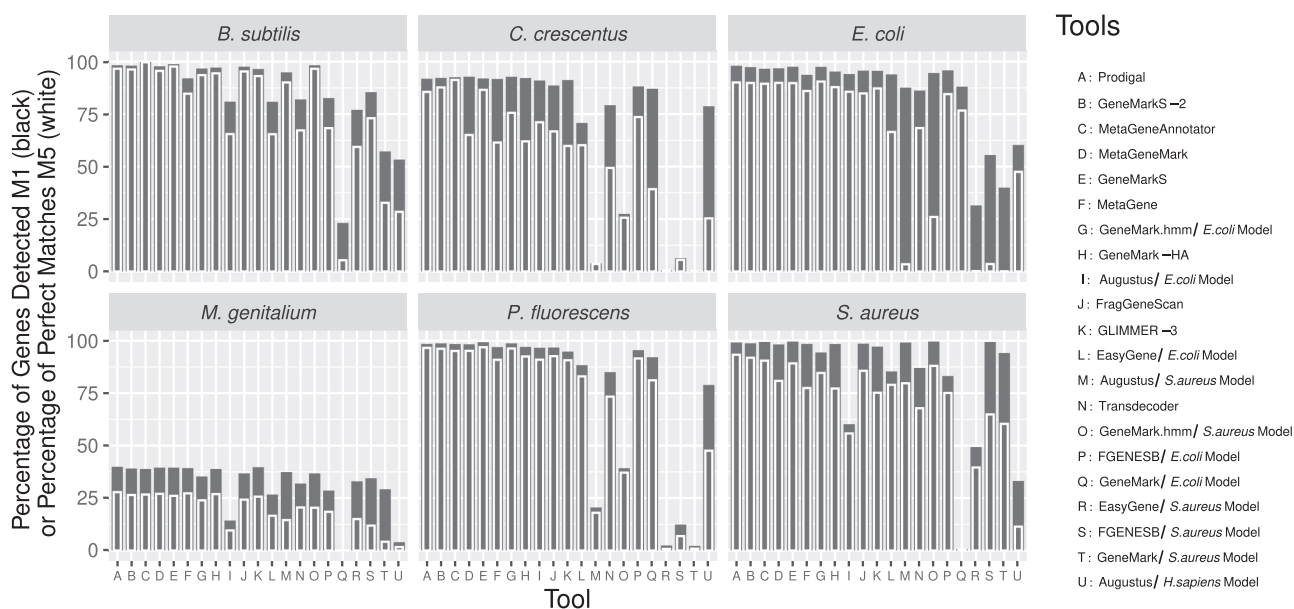 B. subtilis
C. crescentus
E. coli
Tools
Percentage of Genes Detected M1 (black)
or Percentage of Perfect Matches M5 (white)
100
75
50
25
0
M. genitalium
P. fluorescens
S. aureus
100
75
50
25
0
A B C D E F G H I J K L M N O P Q R S T U
A B C D E F G H I J K L M N O P Q R S T U
A B C D E F G H I J K L M N O P Q R S T U
Tool
A : Prodigal
B : GeneMarkS –2
C : MetaGeneAnnotator
D : MetaGeneMark
E : GeneMarkS
F : MetaGene
G : GeneMark.hmm/ E.coli Model
H : GeneMark –HA
I : Augustus/ E.coli Model
J : FragGeneScan
K : GLIMMER –3
L : EasyGene/ E.coli Model
M : Augustus/ S.aureus Model
N : Transdecoder
O : GeneMark.hmm/ S.aureus Model
P : FGENESB/ E.coli Model
Q : GeneMark/ E.coli Model
R : EasyGene/ S.aureus Model
S : FGENESB/ S.aureus Model
T : GeneMark/ S.aureus Model
U : Augustus/ H.sapiens Model